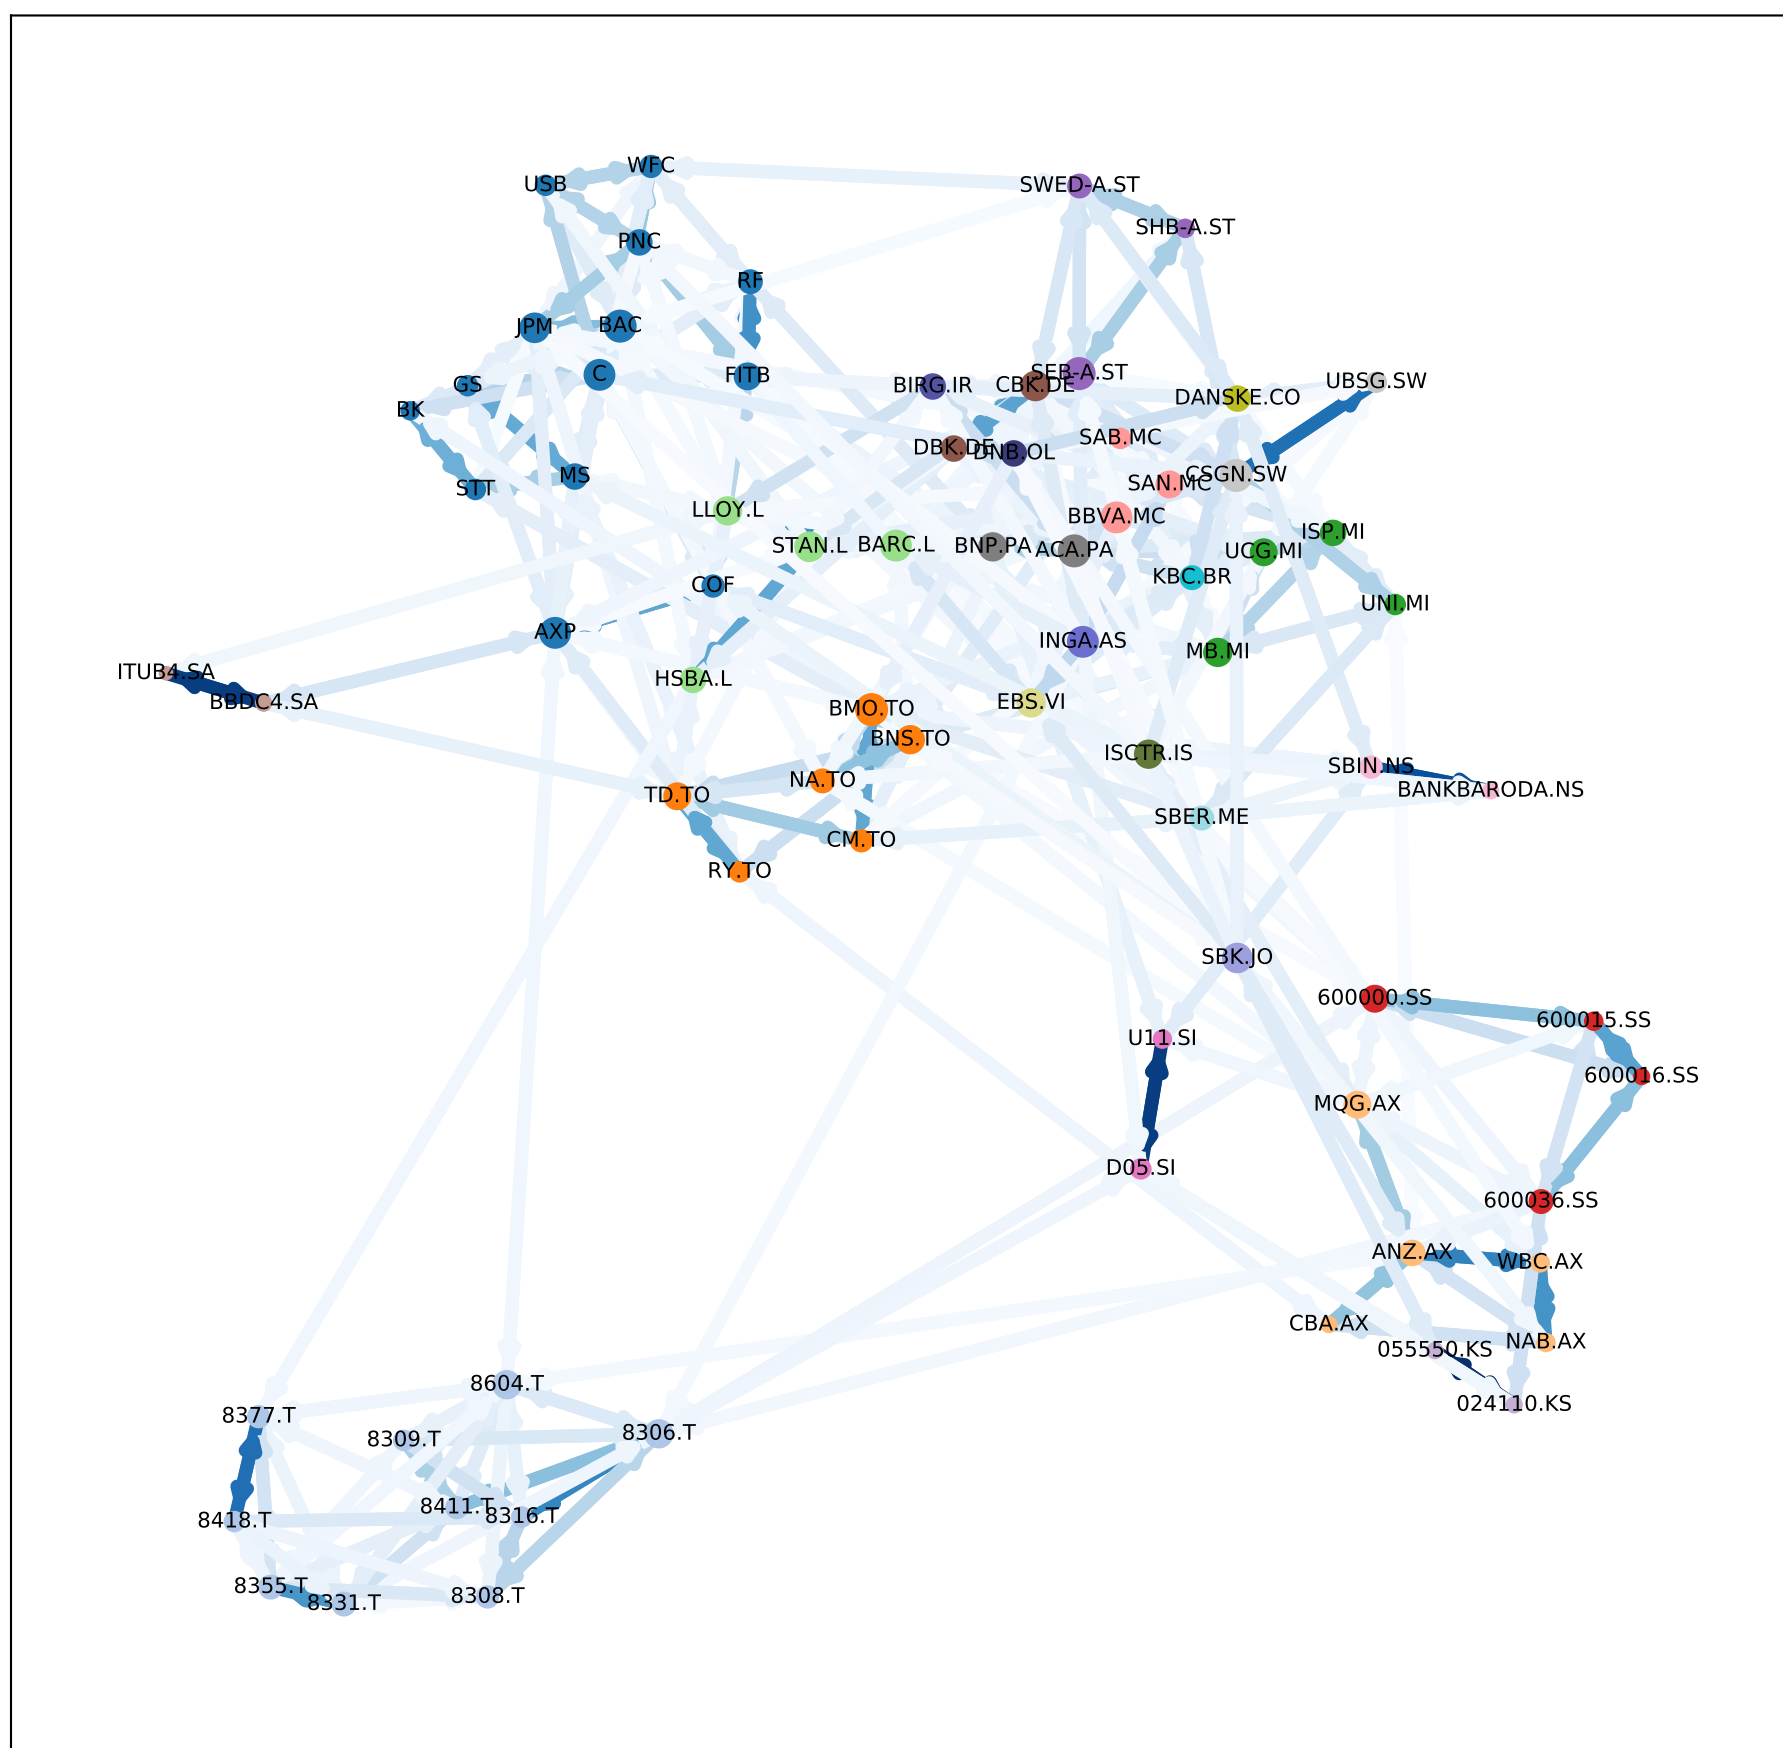 WFC
USB
SWED-A.ST
SHB-A.ST
PNC
RF
JPM
BAC
C
FITB
SEB-A.ST
UBSG.SW
GS
BIRG.IR
CBK.DE
DANSKE.CO
BK
SAB.MC
DBK.DE
DNB.OL
CSGN.SW
MS
SAN.MC
STT
LLOY.L
BBVA.MC
ISP.MI
STAN.L
BARC.L
BNP.PA
ACA.PA
UCG.MI
KBC.BR
COF
UNI.MI
AXP
INGA.AS
MB.MI
ITUB4.SA
HSBA.L
BBDC4.SA
EBS.VI
BMO.TO
BNS.TO
ISCTR.IS
SBIN.NS
NA.TO
BANKBARODA.NS
TD.TO
SBER.ME
CM.TO
RY.TO
SBK.JO
600000.SS
600015.SS
U11.SI
600016.SS
MQG.AX
D05.SI
600036.SS
ANZ.AX
WBC.AX
CBA.AX
NAB.AX
055550.KS
8604.T
024110.KS
8377.T
8309.T
8306.T
8411.T
8316.T
8418.T
8355.T
8308.T
8331.T